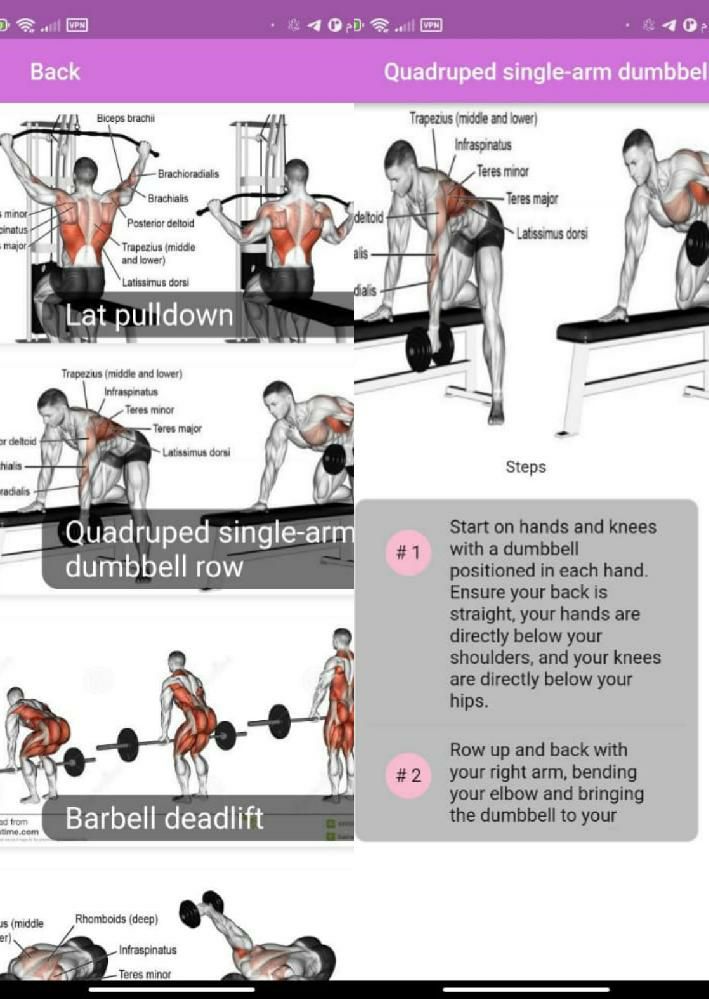 VPN
Back
Biceps brachii
Brachioradialis
Brachialis
Posterior deltoid
Trapezius (middle
and lower)
Latissimus dorsi
s minor
major
Lat pulldown
Trapezius (middle and lower)
Infraspinatus
Teres minor
Teres major
Latissimus dorsi
or deltoid
hialis
radialis
Quadruped single-arm
dumbbell row
Barbell deadlift
ad from
time.com
us (middle
er)
Rhomboids (deep)
Infraspinatus
Teres minor
VPN
Quadruped single-arm dumbbel
Trapezius (middle and lower)
Infraspinatus
Teres minor
Teres major
Latissimus dorsi
deltoid
alis
dialis
Steps
# 1
Start on hands and knees
with a dumbbell
positioned in each hand.
Ensure your back is
straight, your hands are
directly below your
shoulders, and your knees
are directly below your
hips.
# 2
Row up and back with
your right arm, bending
your elbow and bringing
the dumbbell to your